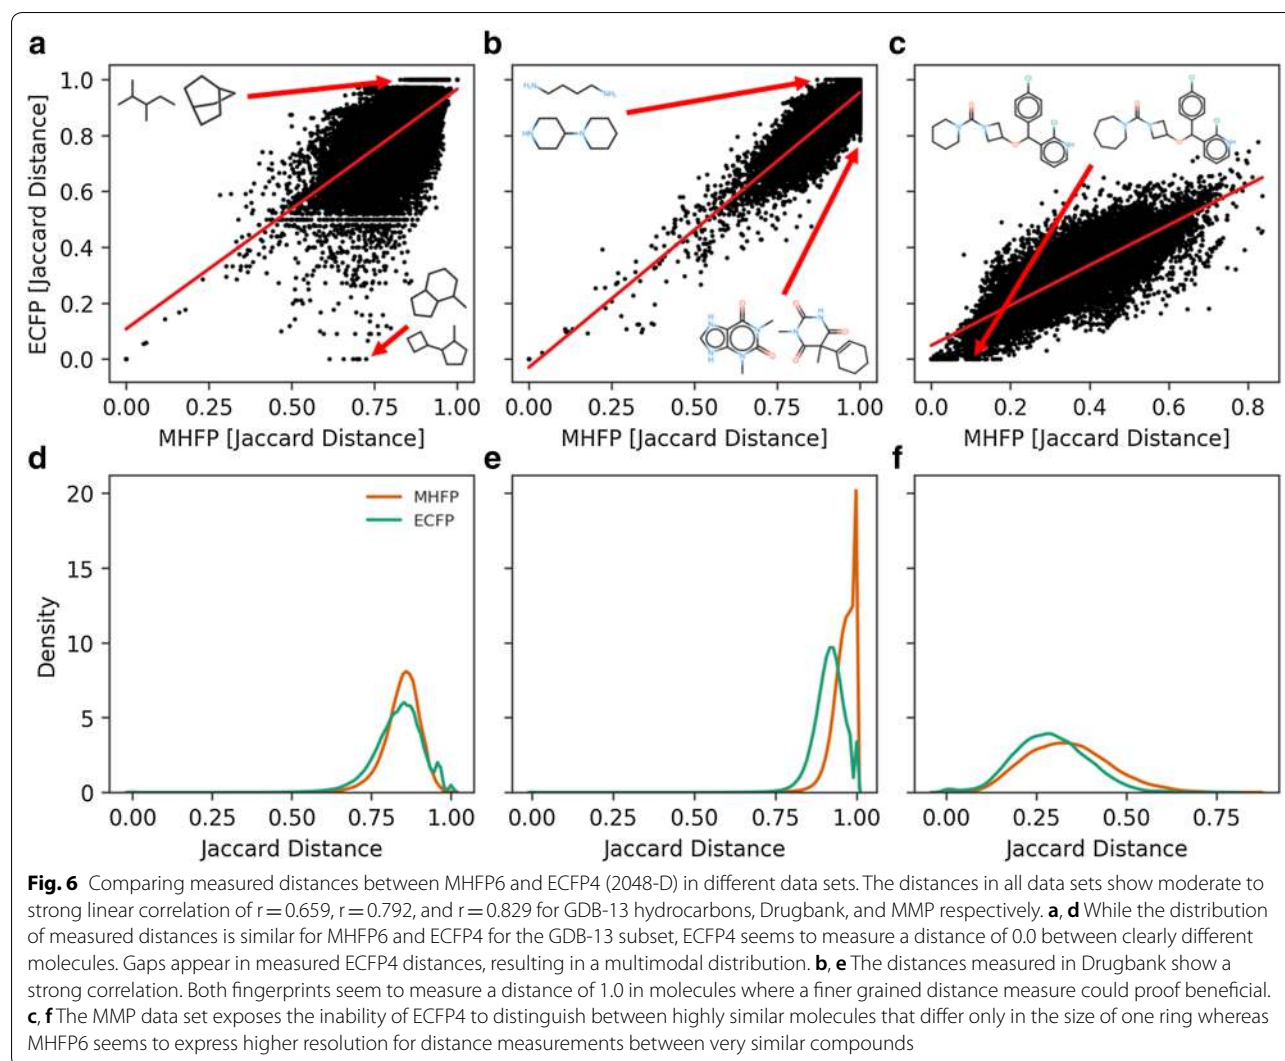 a
b
c
1.0
0.8
0.6
0.4
0.2
0.0
ECFP [Jaccard Distance]
H₂N
NH₂
HN
N
O
N
N
O
Cl
Cl
NH
O
N
N
O
Cl
Cl
NH
H
N
N
N
H
O
N
O
N
O
NH
N
O
O
0.00 0.25 0.50 0.75 1.00
0.00 0.25 0.50 0.75 1.00
0.0 0.2 0.4 0.6 0.8
MHFP [Jaccard Distance]
MHFP [Jaccard Distance]
MHFP [Jaccard Distance]
d
e
f
20
15
10
5
0
Density
MHFP
ECFP
0.00 0.25 0.50 0.75 1.00
0.00 0.25 0.50 0.75 1.00
0.00 0.25 0.50 0.75
Jaccard Distance
Jaccard Distance
Jaccard Distance
Fig. 6 Comparing measured distances between MHFP6 and ECFP4 (2048-D) in different data sets. The distances in all data sets show moderate to
strong linear correlation of r = 0.659, r = 0.792, and r = 0.829 for GDB-13 hydrocarbons, Drugbank, and MMP respectively. a, d While the distribution
of measured distances is similar for MHFP6 and ECFP4 for the GDB-13 subset, ECFP4 seems to measure a distance of 0.0 between clearly different
molecules. Gaps appear in measured ECFP4 distances, resulting in a multimodal distribution. b, e The distances measured in Drugbank show a
strong correlation. Both fingerprints seem to measure a distance of 1.0 in molecules where a finer grained distance measure could proof beneficial.
c, f The MMP data set exposes the inability of ECFP4 to distinguish between highly similar molecules that differ only in the size of one ring whereas
MHFP6 seems to express higher resolution for distance measurements between very similar compounds